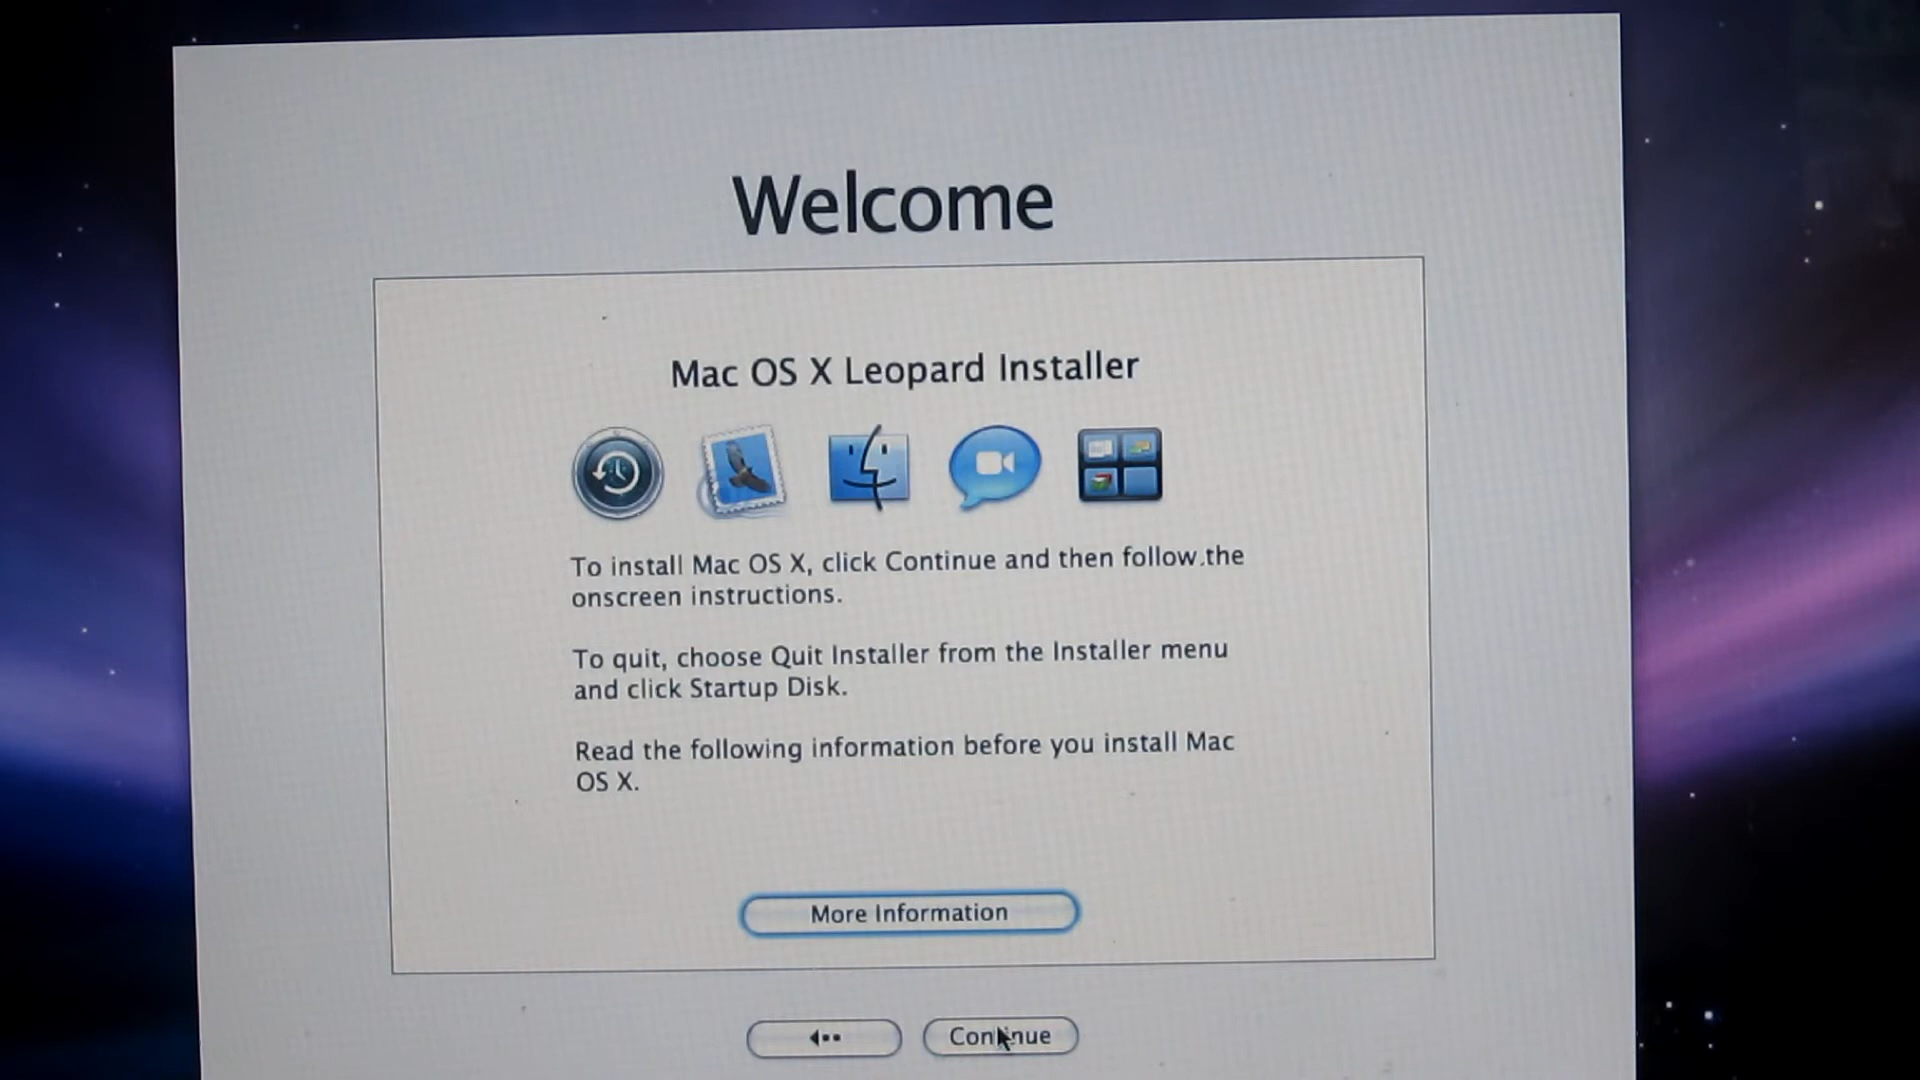 Welcome
Mac OS X Leopard Installer
To install Mac OS X, click Continue and then follow the
onscreen instructions.
To quit, choose Quit Installer from the Installer menu
and click Startup Disk.
Read the following information before you install Mac
OS X.
More Information
Continue